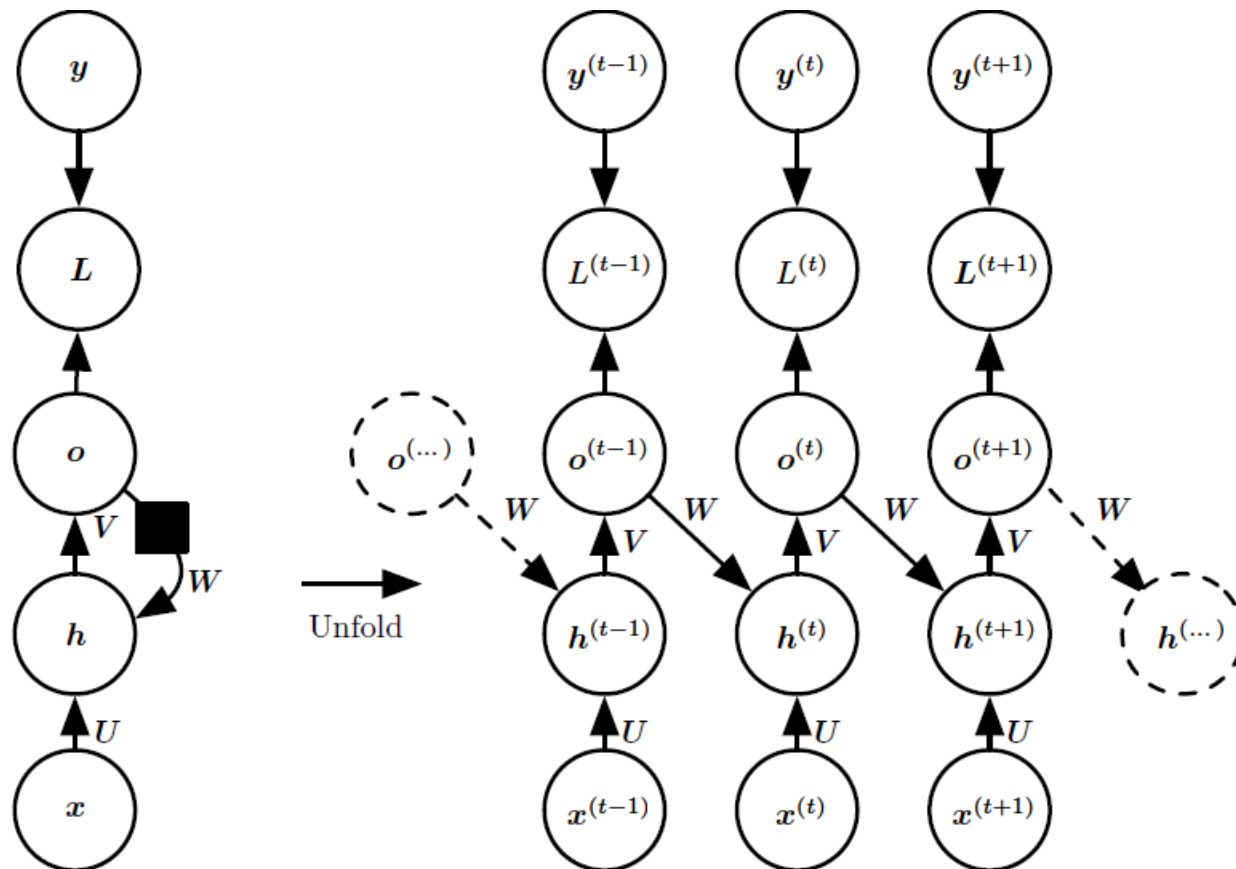 y y^(t−1) y^(t) y^(t+1)
L L^(t−1) L^(t) L^(t+1)
o o^(...) o^(t−1) o^(t) o^(t+1)
V W V W V W V W
W
h h^(t−1) h^(t) h^(t+1) h^(...)
Unfold
U U U U
x x^(t−1) x^(t) x^(t+1)